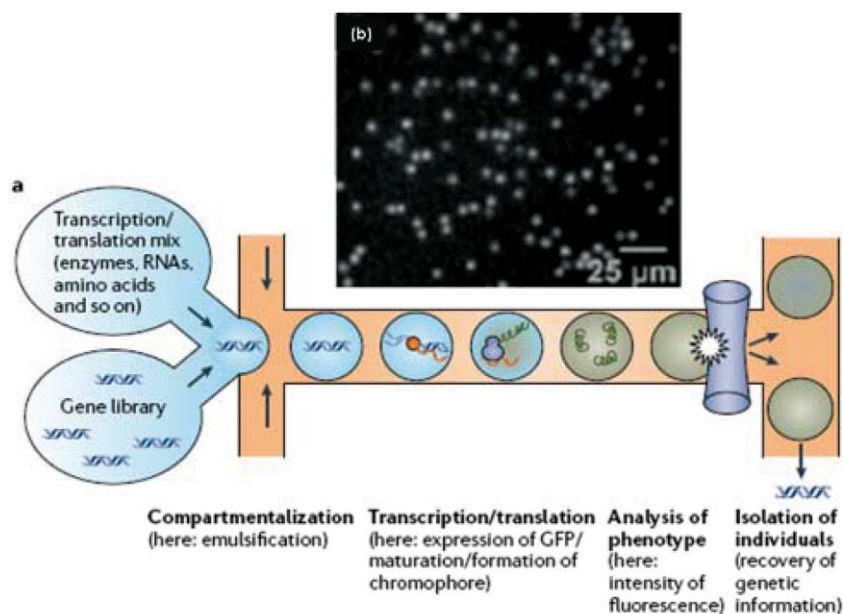 (b)
25 µm
a
Transcription/
translation mix
(enzymes, RNAs,
amino acids
and so on)
Gene library
Compartmentalization
(here: emulsification)
Transcription/translation
(here: expression of GFP/
maturation/formation of
chromophore)
Analysis of
phenotype
(here:
intensity of
fluorescence)
Isolation of
individuals
(recovery of
genetic
information)